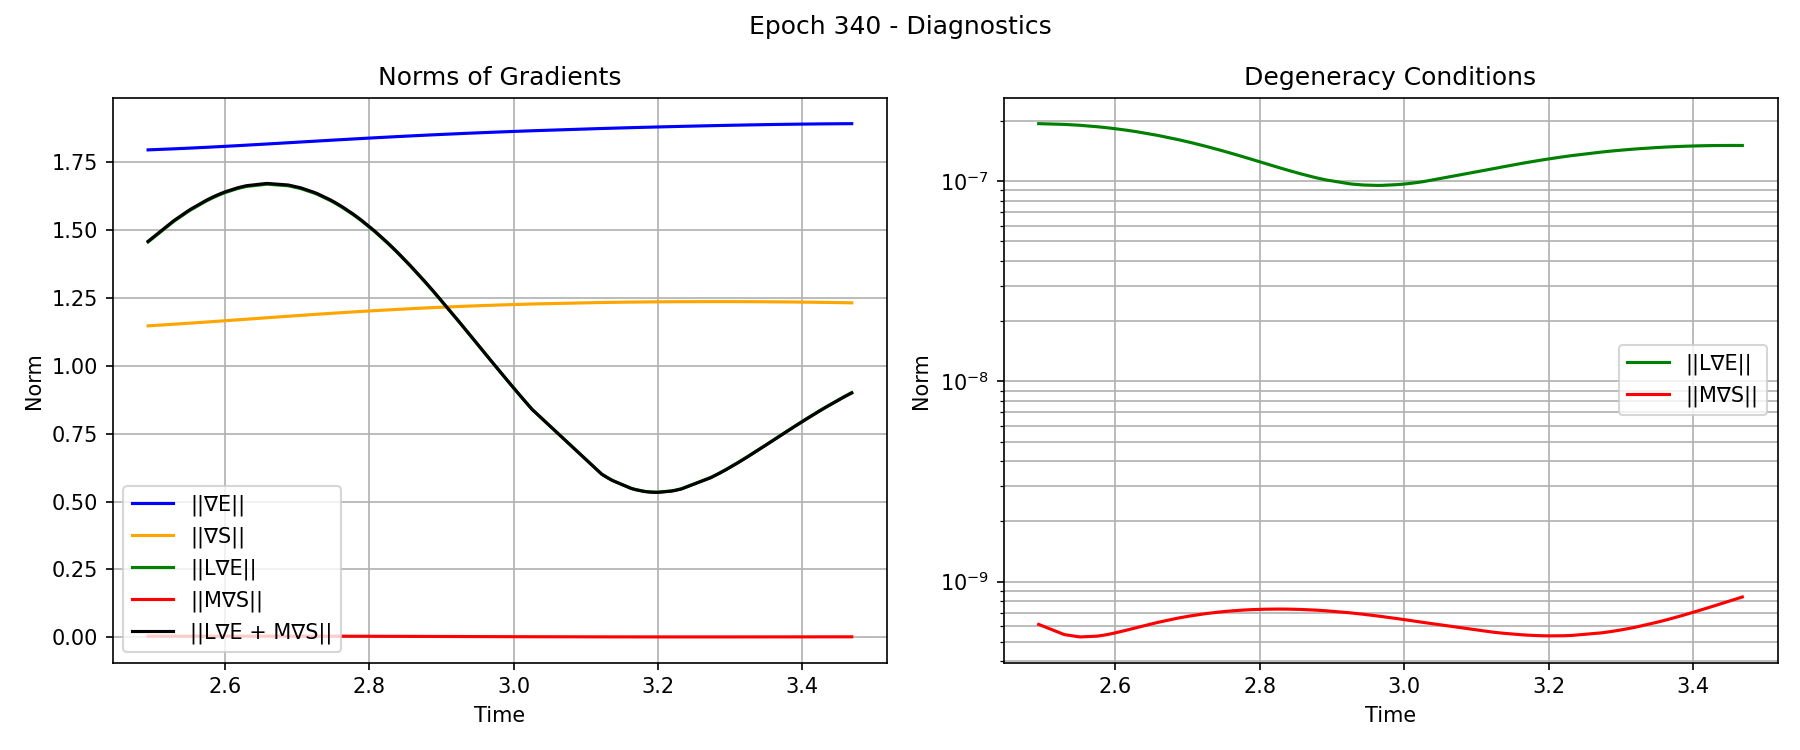 Epoch 340 - Diagnostics
Norms of Gradients
Norm
1.75
1.50
1.25
1.00
0.75
0.50
0.25
0.00
||∇E||
||∇S||
||L∇E||
||M∇S||
||L∇E + M∇S||
2.6 2.8 3.0 3.2 3.4
Time
Degeneracy Conditions
Norm
10⁻⁷
10⁻⁸
10⁻⁹
||L∇E||
||M∇S||
2.6 2.8 3.0 3.2 3.4
Time